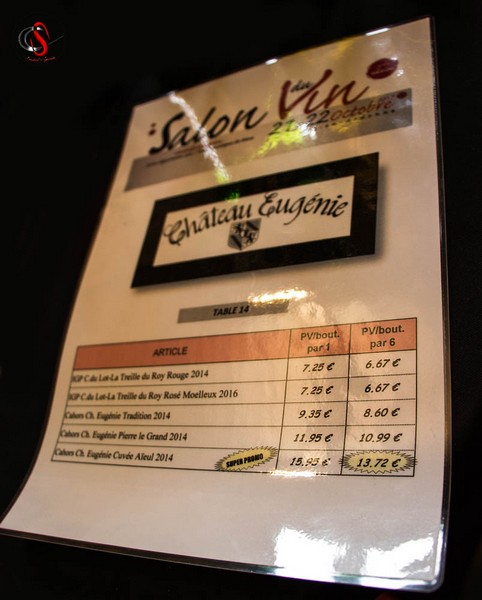 Salon du Vin
21, 22 Octobre
Château Eugénie
TABLE 14
ARTICLE PV/bout. par 1 PV/bout. par 6
IGP C.du Lot-La Treille du Roy Rouge 2014 7.25 € 6.67 €
IGP C.du Lot-La Treille du Roy Rosé Moelleux 2016 7.25 € 6.67 €
Cahors Ch. Eugénie Tradition 2014 9.35 € 8.60 €
Cahors Ch. Eugénie Pierre le Grand 2014 11.95 € 10.99 €
Cahors Ch. Eugénie Cuvée Aïeul 2014 SUPER PROMO 15.95 € 13.72 €